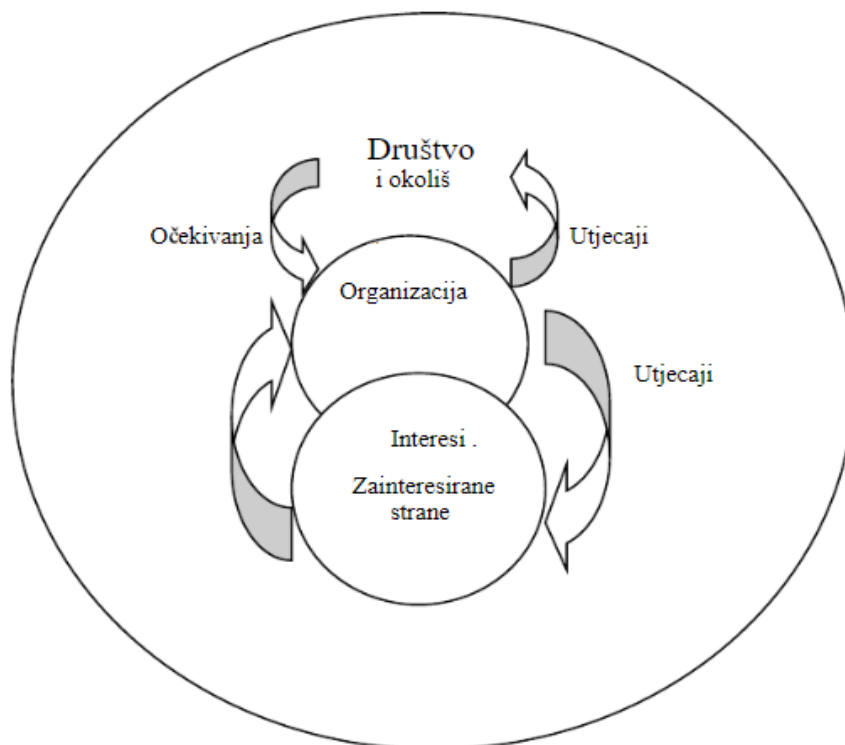 Društvo
i okoliš
Očekivanja
Utjecaji
Organizacija
Utjecaji
Interesi .
Zainteresirane
strane